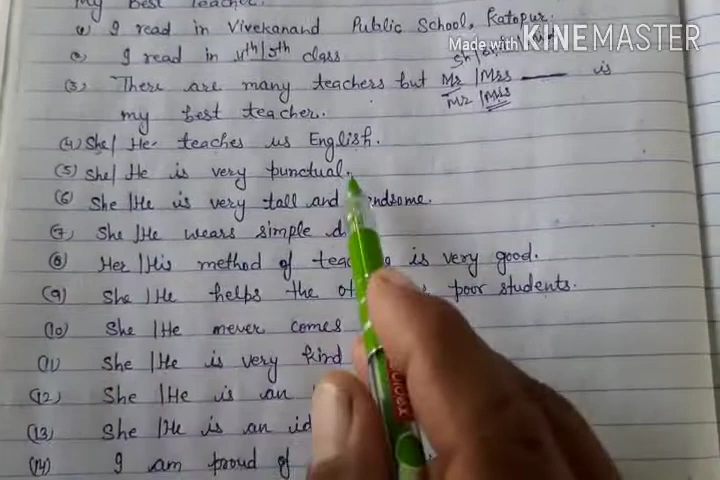 My Best Teacher.
(1) I read in Vivekanand Public School, Ratopur.
(2) I read in 4th/5th class
(3) There are many teachers but Mr / Mrs is
Mr / Miss
my best teacher.
(4) She/ He teaches us English.
(5) She/ He is very punctual.
(6) She /He is very tall and
(7) She /He wears simple
(8) Her /His method of is very good.
(9) She / He helps the poor students.
(10) She /He never comes
(11) She /He is very kind
(12) She /He is an
(13) She /He is an
(14) I am proud of
Made with KINEMASTER